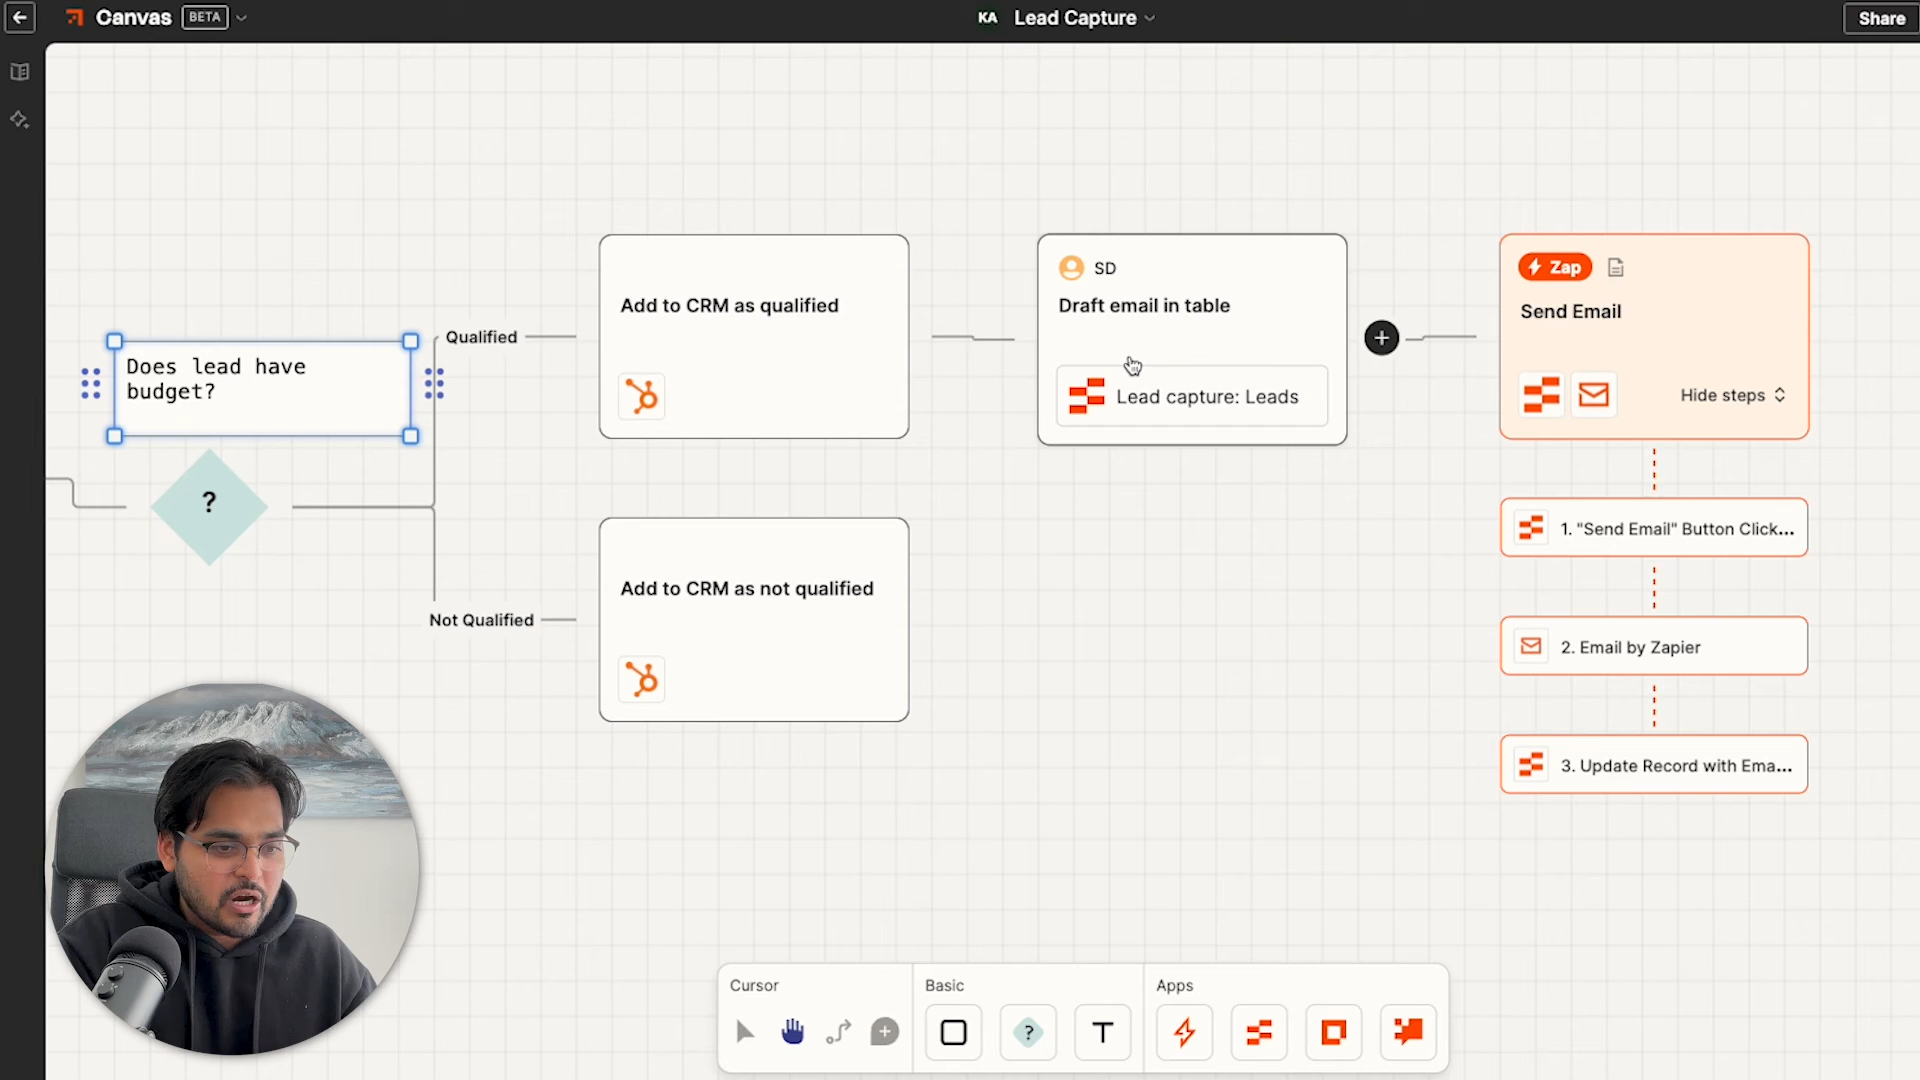 Canvas BETA
KA Lead Capture
Share
Does lead have
budget?
?
Qualified
Not Qualified
Add to CRM as qualified
Add to CRM as not qualified
SD
Draft email in table
Lead capture: Leads
Zap
Send Email
Hide steps
1. "Send Email" Button Click...
2. Email by Zapier
3. Update Record with Ema...
Cursor
Basic
Apps
?
T